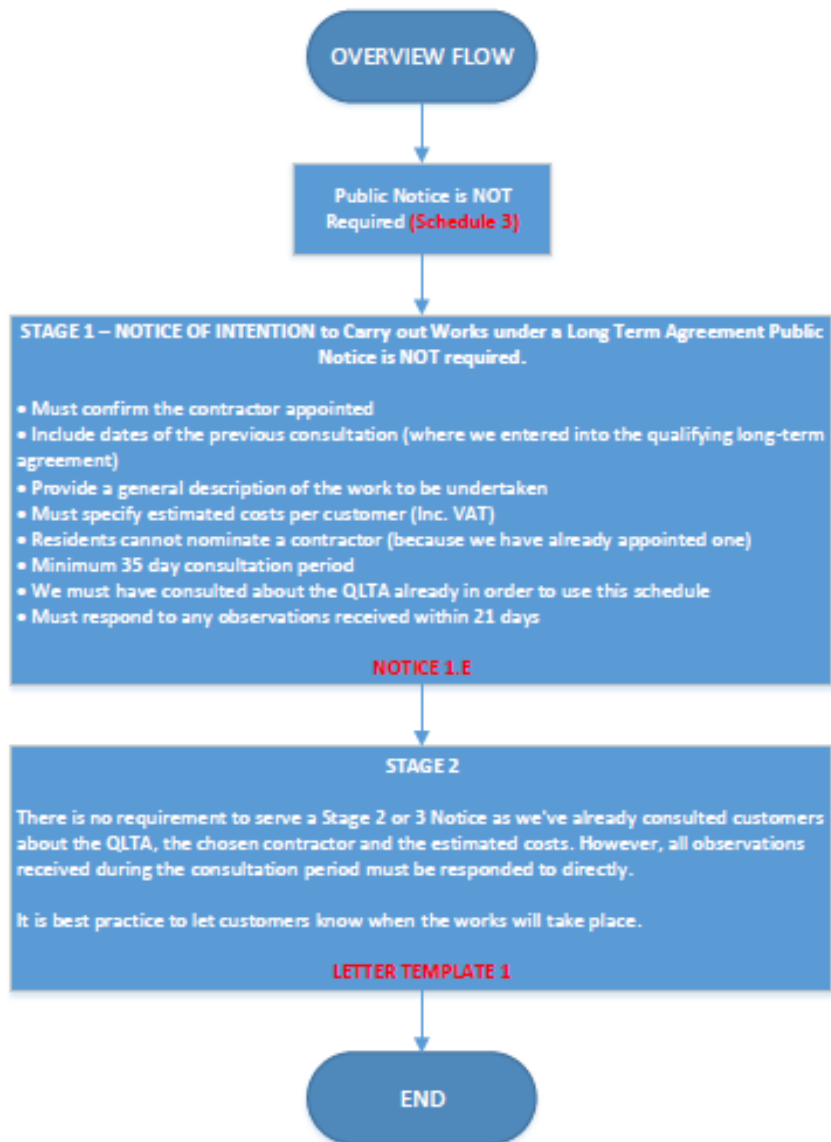 OVERVIEW FLOW
Public Notice is NOT
Required (Schedule 3)
STAGE 1 – NOTICE OF INTENTION to Carry out Works under a Long Term Agreement Public
Notice is NOT required.
• Must confirm the contractor appointed
• Include dates of the previous consultation (where we entered into the qualifying long-term
agreement)
• Provide a general description of the work to be undertaken
• Must specify estimated costs per customer (Inc. VAT)
• Residents cannot nominate a contractor (because we have already appointed one)
• Minimum 35 day consultation period
• We must have consulted about the QLTA already in order to use this schedule
• Must respond to any observations received within 21 days
NOTICE 1.E
STAGE 2
There is no requirement to serve a Stage 2 or 3 Notice as we've already consulted customers
about the QLTA, the chosen contractor and the estimated costs. However, all observations
received during the consultation period must be responded to directly.
It is best practice to let customers know when the works will take place.
LETTER TEMPLATE 1
END